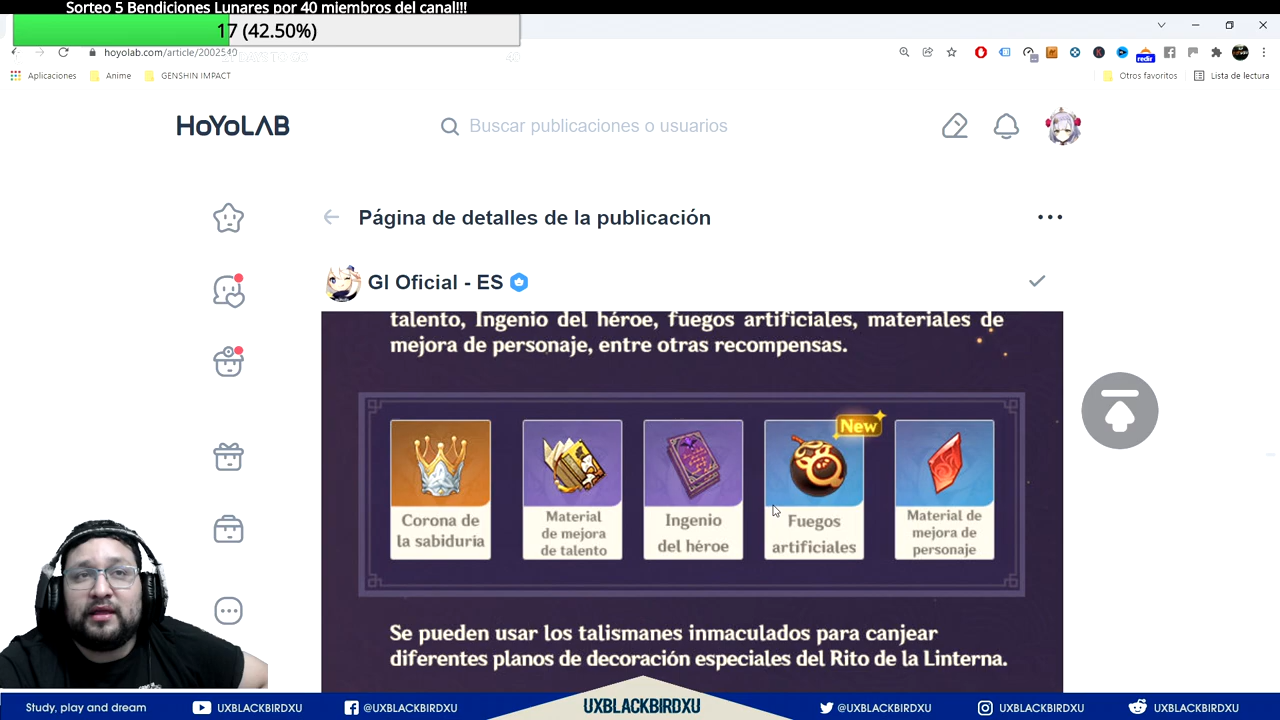 Sorteo 5 Bendiciones Lunares por 40 miembros del canal!!!
17 (42.50%)
hoyolab.com/article/2002540
40
Aplicaciones
Anime
GENSHIN IMPACT
redir
Otros favoritos
Lista de lectura
HoYoLAB
Buscar publicaciones o usuarios
Página de detalles de la publicación
GI Oficial - ES
talento, Ingenio del héroe, fuegos artificiales, materiales de
mejora de personaje, entre otras recompensas.
New
Corona de
la sabiduría
Material
de mejora
de talento
Ingenio
del héroe
Fuegos
artificiales
Material de
mejora de
personaje
Se pueden usar los talismanes inmaculados para canjear
diferentes planos de decoración especiales del Rito de la Linterna.
Study, play and dream
UXBLACKBIRDXU
@UXBLACKBIRDXU
UXBLACKBIRDXU
@UXBLACKBIRDXU
UXBLACKBIRDXU
UXBLACKBIRDXU